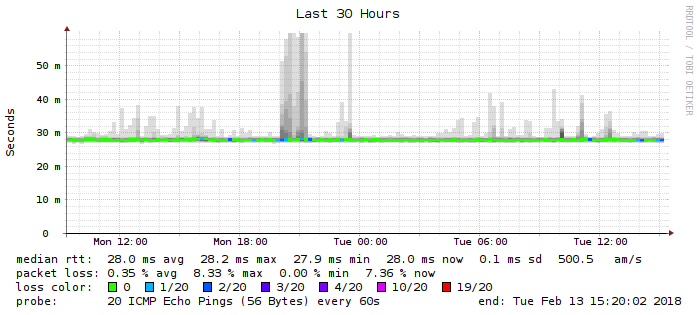 Last 30 Hours
RRDTOOL / TOBI OETIKER
Seconds
50 m
40 m
30 m
20 m
10 m
0
Mon 12:00 Mon 18:00 Tue 00:00 Tue 06:00 Tue 12:00
median rtt: 28.0 ms avg 28.2 ms max 27.9 ms min 28.0 ms now 0.1 ms sd 500.5 am/s
packet loss: 0.35 % avg 8.33 % max 0.00 % min 7.36 % now
loss color: 0 1/20 2/20 3/20 4/20 10/20 19/20
probe: 20 ICMP Echo Pings (56 Bytes) every 60s end: Tue Feb 13 15:20:02 2018